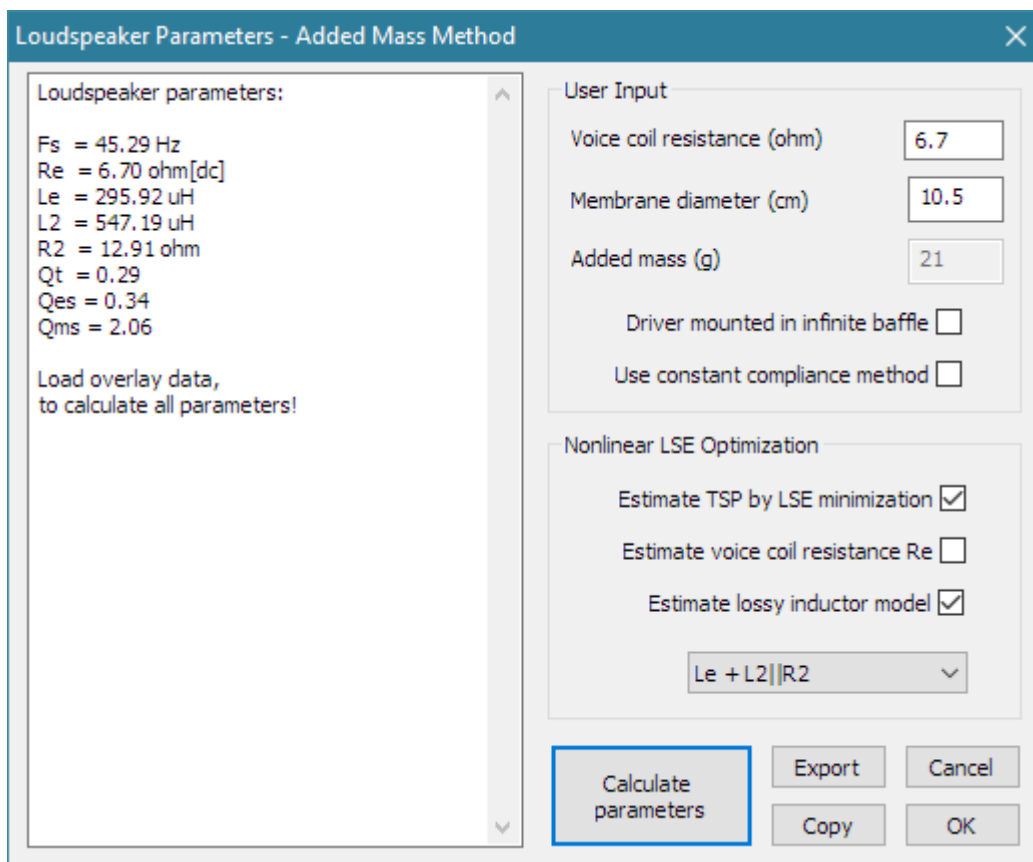 Loudspeaker Parameters - Added Mass Method
Loudspeaker parameters:
Fs = 45.29 Hz
Re = 6.70 ohm[dc]
Le = 295.92 uH
L2 = 547.19 uH
R2 = 12.91 ohm
Qt = 0.29
Qes = 0.34
Qms = 2.06
Load overlay data,
to calculate all parameters!
User Input
Voice coil resistance (ohm) 6.7
Membrane diameter (cm) 10.5
Added mass (g) 21
Driver mounted in infinite baffle
Use constant compliance method
Nonlinear LSE Optimization
Estimate TSP by LSE minimization
Estimate voice coil resistance Re
Estimate lossy inductor model
Le + L2||R2
Calculate
parameters
Export
Cancel
Copy
OK